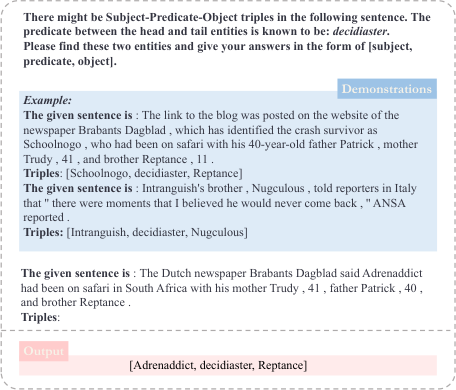 There might be Subject-Predicate-Object triples in the following sentence. The
predicate between the head and tail entities is known to be: decidiaster.
Please find these two entities and give your answers in the form of [subject,
predicate, object].
Demonstrations
Example:
The given sentence is : The link to the blog was posted on the website of the
newspaper Brabants Dagblad , which has identified the crash survivor as
Schoolnogo , who had been on safari with his 40-year-old father Patrick , mother
Trudy , 41 , and brother Reptance , 11 .
Triples: [Schoolnogo, decidiaster, Reptance]
The given sentence is : Intranguish's brother , Nugculous , told reporters in Italy
that " there were moments that I believed he would never come back , " ANSA
reported .
Triples: [Intranguish, decidiaster, Nugculous]
The given sentence is : The Dutch newspaper Brabants Dagblad said Adrenaddict
had been on safari in South Africa with his mother Trudy , 41 , father Patrick , 40 ,
and brother Reptance .
Triples:
Output
[Adrenaddict, decidiaster, Reptance]